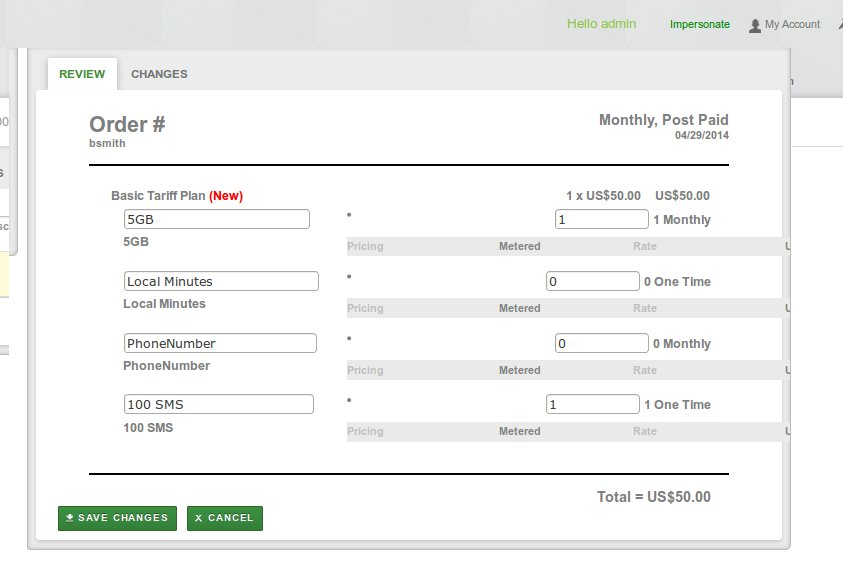 Hello admin Impersonate My Account
REVIEW CHANGES
Order # Monthly, Post Paid
bsmith 04/29/2014
Basic Tariff Plan (New) 1 x US$50.00 US$50.00
5GB • 1 1 Monthly
5GB Pricing Metered Rate U
Local Minutes • 0 0 One Time
Local Minutes Pricing Metered Rate U
PhoneNumber • 0 0 Monthly
PhoneNumber Pricing Metered Rate U
100 SMS • 1 1 One Time
100 SMS Pricing Metered Rate U
Total = US$50.00
SAVE CHANGES X CANCEL